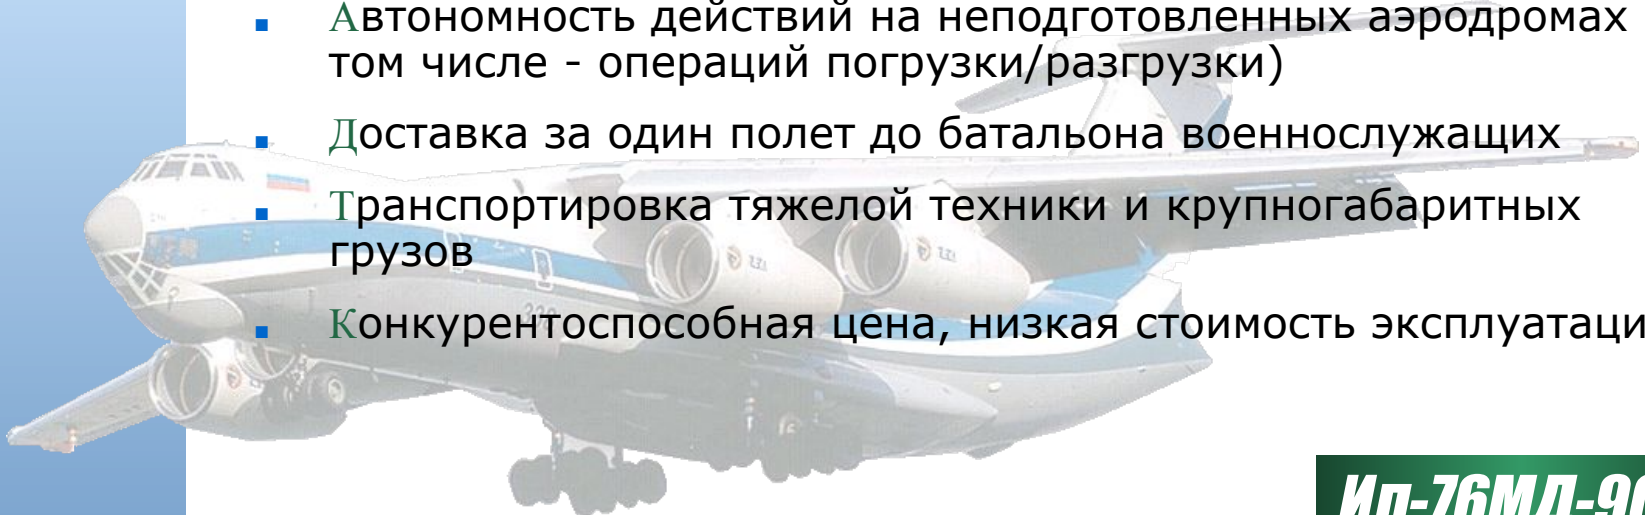 Автономность действий на неподготовленных аэродромах
том числе - операций погрузки/разгрузки)
Доставка за один полет до батальона военнослужащих
Транспортировка тяжелой техники и крупногабаритных
грузов
Конкурентоспособная цена, низкая стоимость эксплуатаци
Ил-76МД-90